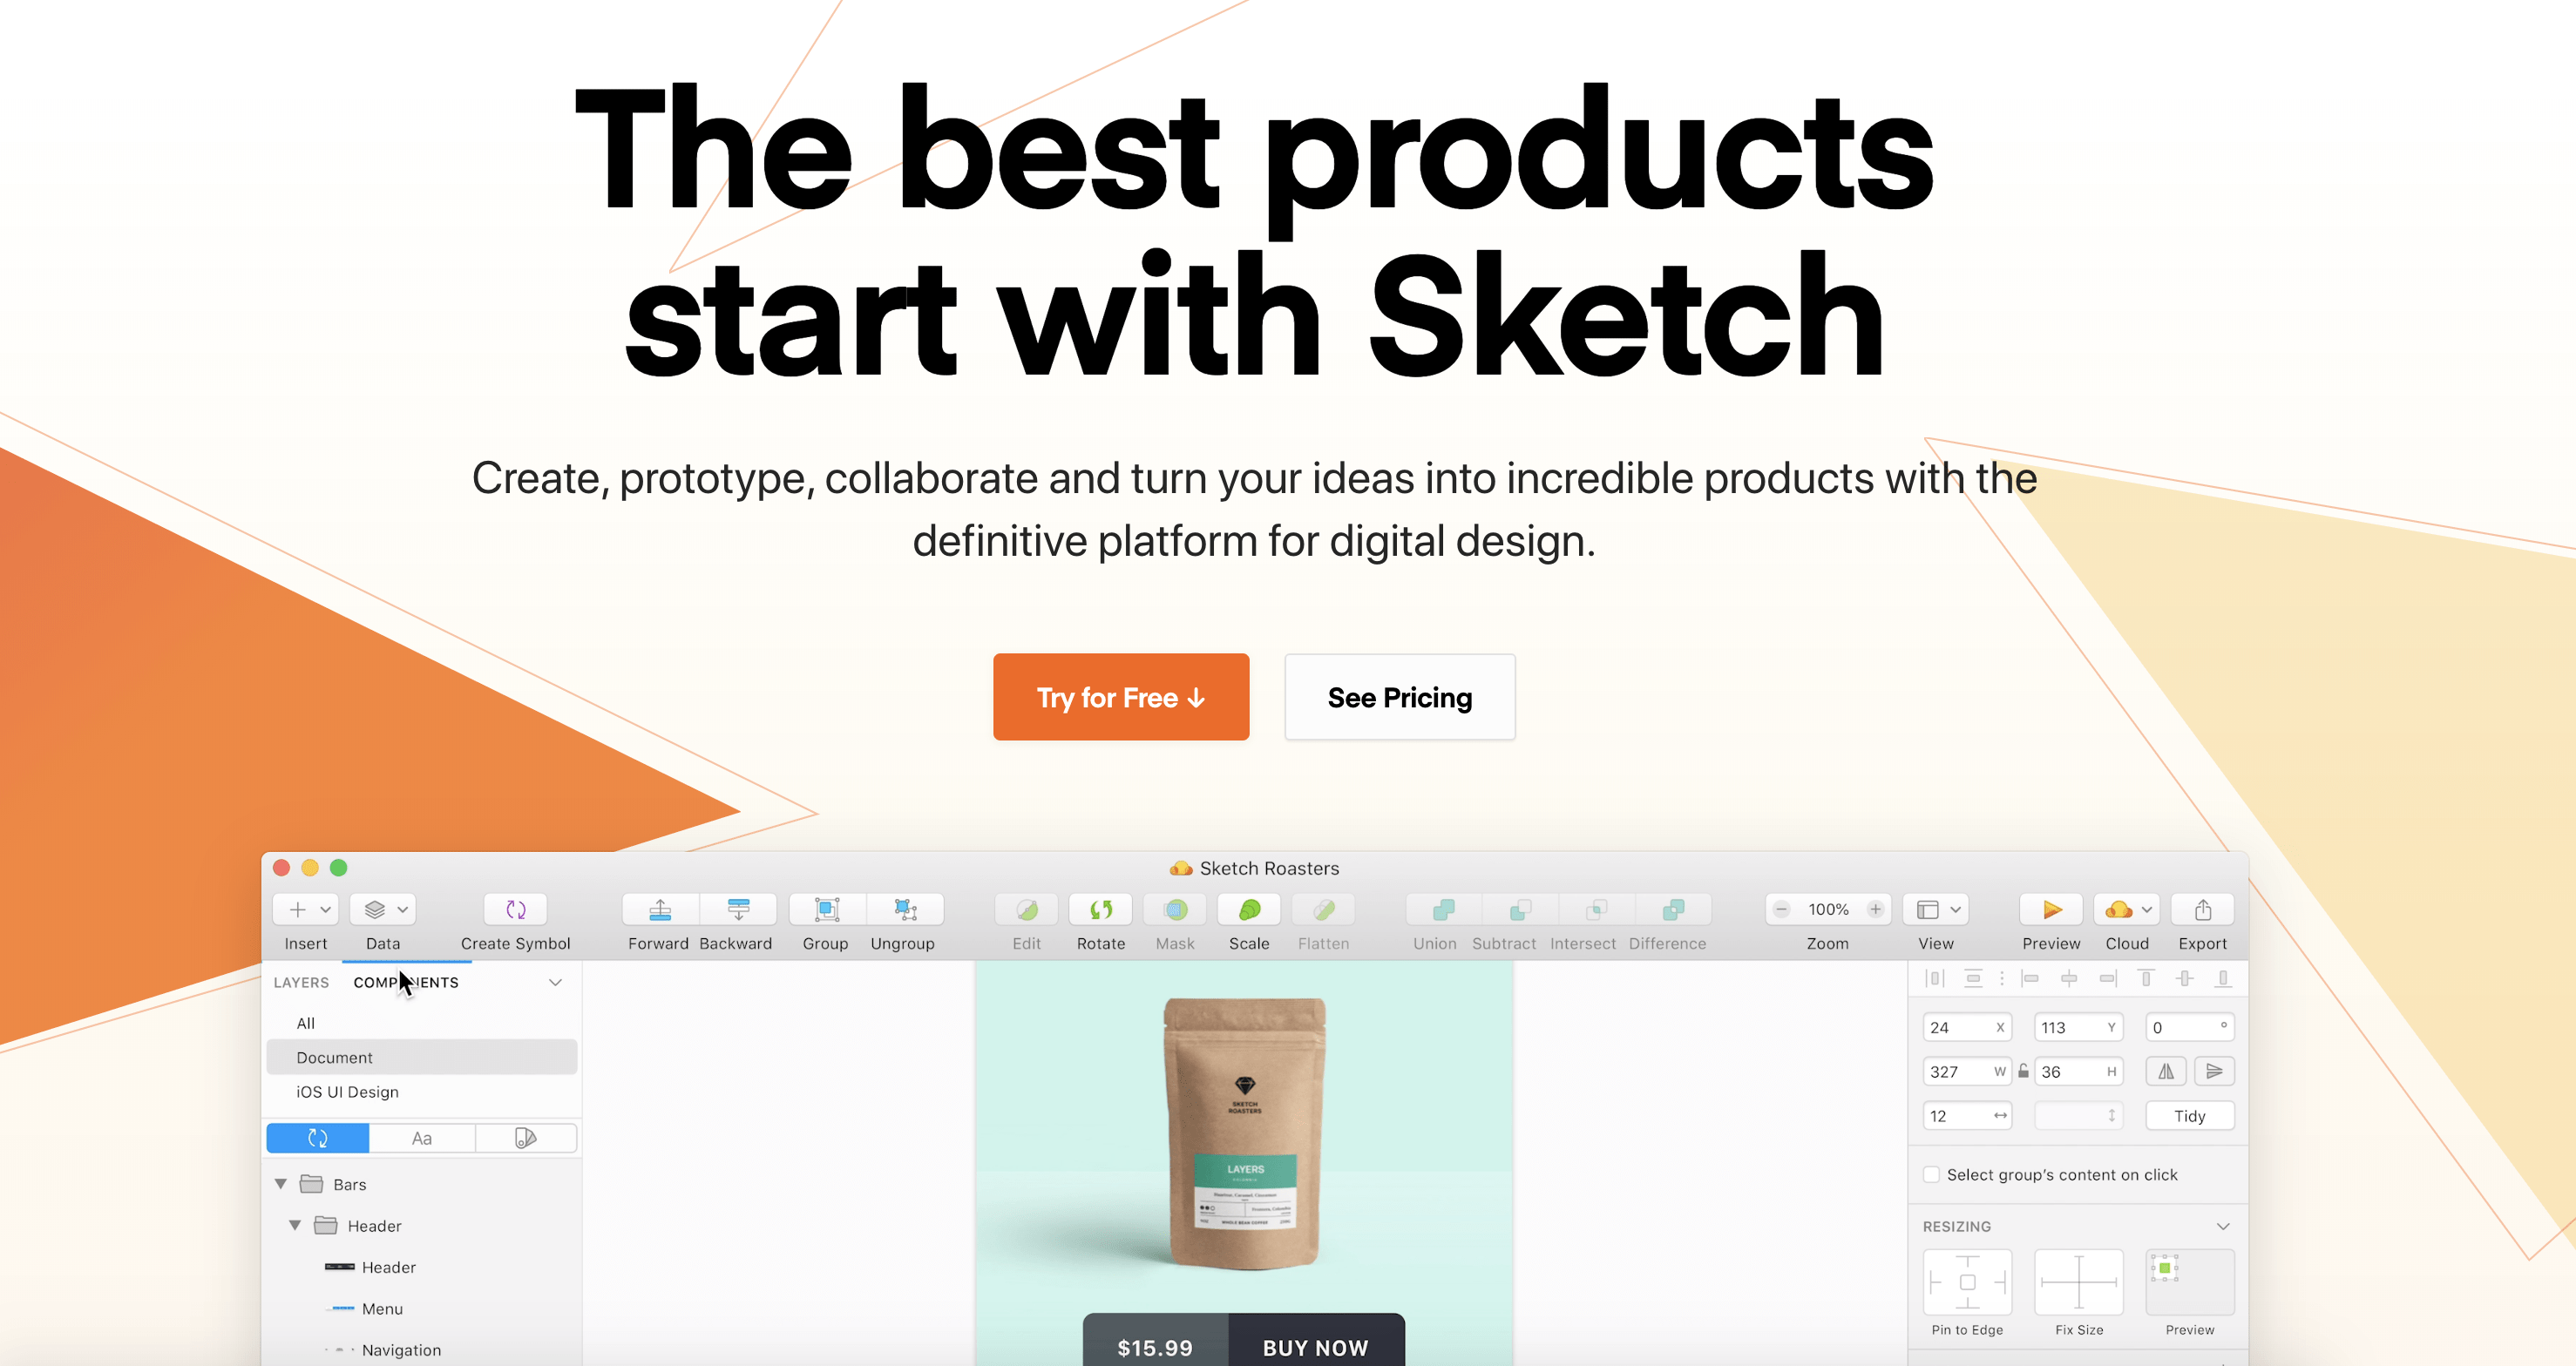 The best products
start with Sketch
Create, prototype, collaborate and turn your ideas into incredible products with the
definitive platform for digital design.
Try for Free ↓
See Pricing
Sketch Roasters
100%
Insert Data Create Symbol Forward Backward Group Ungroup Edit Rotate Mask Scale Flatten Union Subtract Intersect Difference Zoom View Preview Cloud Export
LAYERS COMPONENTS
All
Document
iOS UI Design
Aa
Bars
Header
Header
Menu
Navigation
SKETCH
ROASTERS
LAYERS
WHOLE BEAN COFFEE
$15.99 BUY NOW
24 X 113 Y 0 °
327 W 36 H
12 Tidy
Select group's content on click
RESIZING
Pin to Edge Fix Size Preview